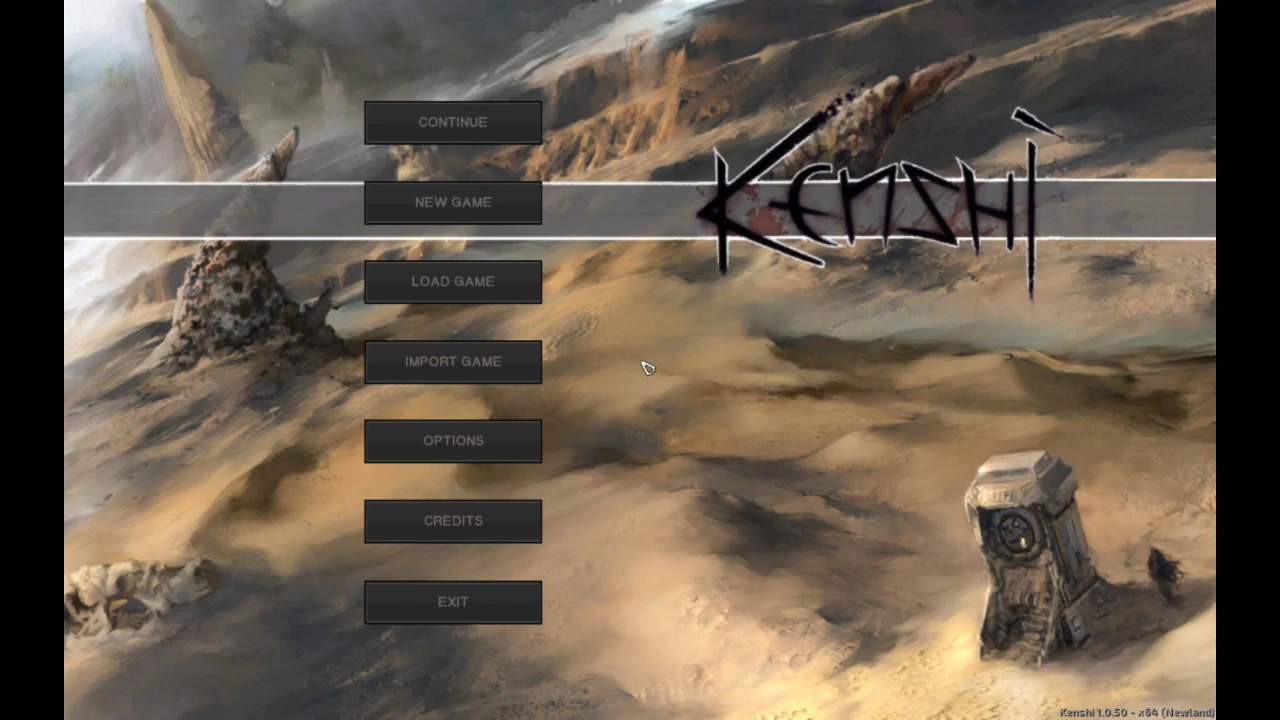 CONTINUE
KENSHI
NEW GAME
LOAD GAME
IMPORT GAME
OPTIONS
CREDITS
EXIT
Kenshi 1.0.50 - x64 (Newland)